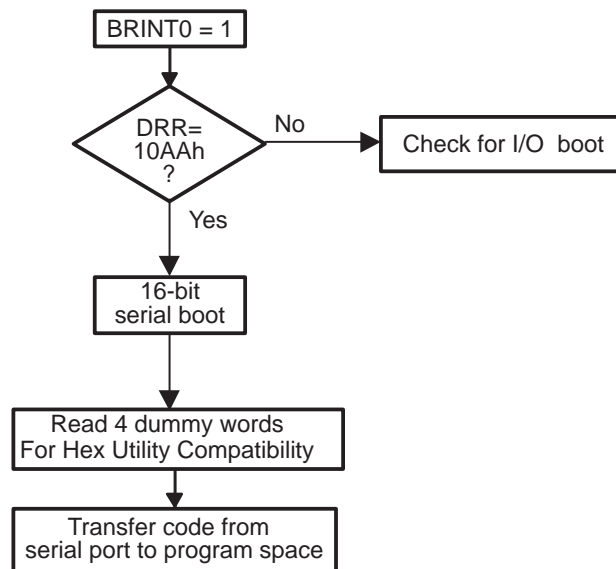 BRINT0 = 1
DRR=
10AAh
?
No
Check for I/O boot
Yes
16-bit
serial boot
Read 4 dummy words
For Hex Utility Compatibility
Transfer code from
serial port to program space